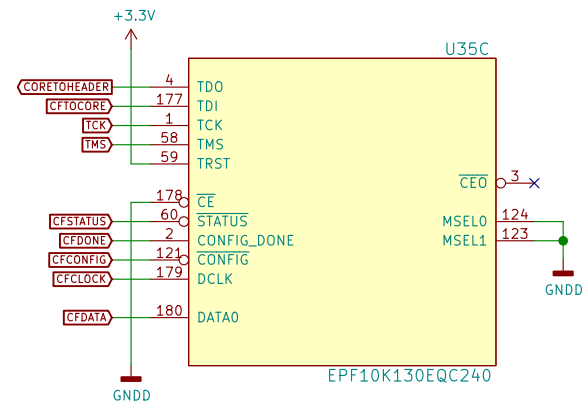 +3.3V
U35C
CORETOHEADER 4 TDO
CFTOCORE 177 TDI
TCK 1 TCK
TMS 58 TMS
59 TRST
CEO 3
178 CE
CFSTATUS 60 STATUS
MSEL0 124
CFDONE 2 CONFIG_DONE
MSEL1 123
CFCONFIG 121 CONFIG
CFCLOCK 179 DCLK
GNDD
CFDATA 180 DATA0
EPF10K130EQC240
GNDD